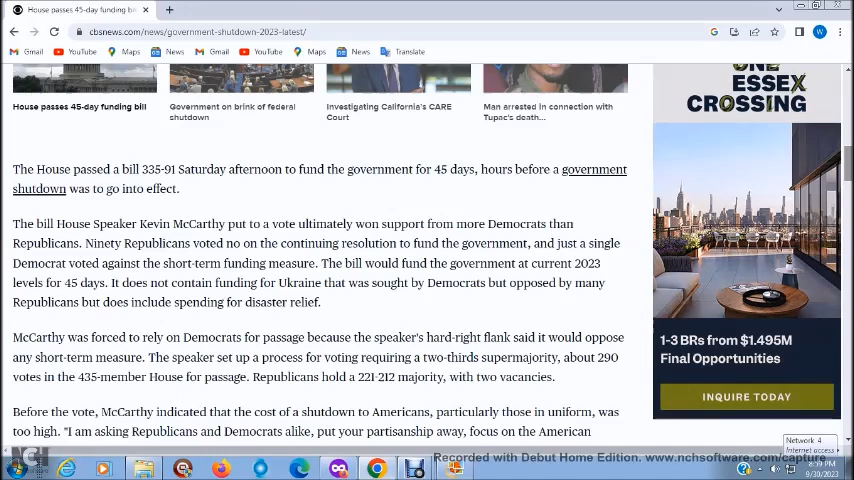 House passes 45-day funding bil
cbsnews.com/news/government-shutdown-2023-latest/
Gmail YouTube Maps News Gmail YouTube Maps News Translate
House passes 45-day funding bill
Government on brink of federal
shutdown
Investigating California's CARE
Court
Man arrested in connection with
Tupac's death...
ONE
ESSEX
CROSSING
The House passed a bill 335-91 Saturday afternoon to fund the government for 45 days, hours before a government
shutdown was to go into effect.
The bill House Speaker Kevin McCarthy put to a vote ultimately won support from more Democrats than
Republicans. Ninety Republicans voted no on the continuing resolution to fund the government, and just a single
Democrat voted against the short-term funding measure. The bill would fund the government at current 2023
levels for 45 days. It does not contain funding for Ukraine that was sought by Democrats but opposed by many
Republicans but does include spending for disaster relief.
McCarthy was forced to rely on Democrats for passage because the speaker's hard-right flank said it would oppose
any short-term measure. The speaker set up a process for voting requiring a two-thirds supermajority, about 290
votes in the 435-member House for passage. Republicans hold a 221-212 majority, with two vacancies.
Before the vote, McCarthy indicated that the cost of a shutdown to Americans, particularly those in uniform, was
too high. "I am asking Republicans and Democrats alike, put your partisanship away, focus on the American
1-3 BRs from $1.495M
Final Opportunities
INQUIRE TODAY
Network 4
Internet access
NCH
Recorded with Debut Home Edition. www.nchsoftware.com/capture
8:59 PM
9/30/2023